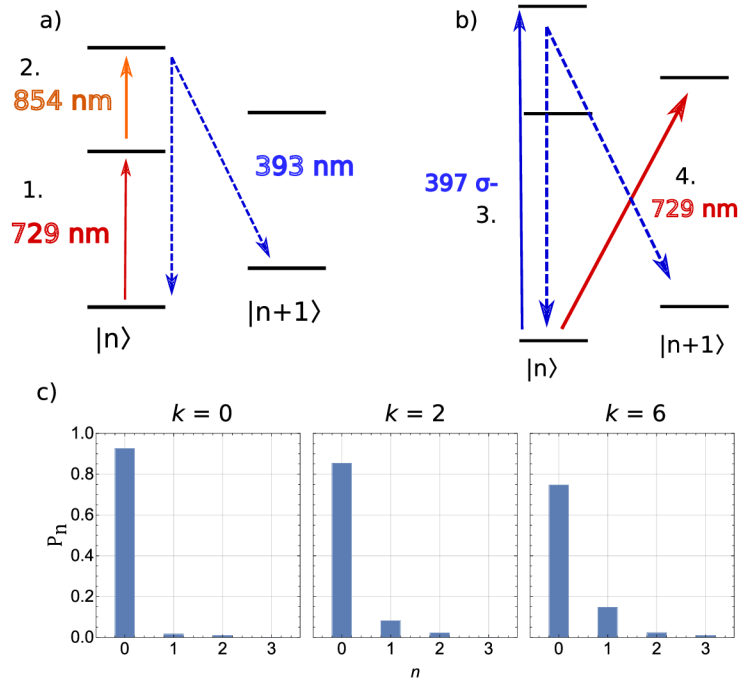 a)
2.
854 nm
1.
729 nm
393 nm
|n⟩
|n+1⟩
b)
397 σ-
3.
4.
729 nm
|n⟩
|n+1⟩
c)
k = 0
k = 2
k = 6
Pn
1.0
0.8
0.6
0.4
0.2
0.0
0 1 2 3
0 1 2 3
0 1 2 3
n